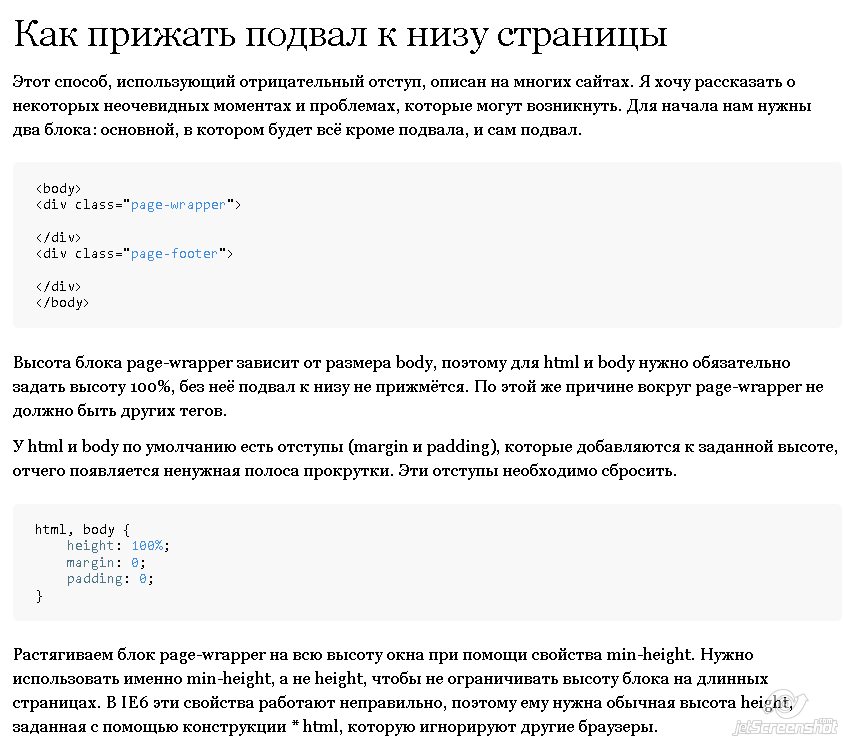 Как прижать подвал к низу страницы
Этот способ, использующий отрицательный отступ, описан на многих сайтах. Я хочу рассказать о
некоторых неочевидных моментах и проблемах, которые могут возникнуть. Для начала нам нужны
два блока: основной, в котором будет всё кроме подвала, и сам подвал.
<body>
<div class="page-wrapper">
</div>
<div class="page-footer">
</div>
</body>
Высота блока page-wrapper зависит от размера body, поэтому для html и body нужно обязательно
задать высоту 100%, без неё подвал к низу не прижмётся. По этой же причине вокруг page-wrapper не
должно быть других тегов.
У html и body по умолчанию есть отступы (margin и padding), которые добавляются к заданной высоте,
отчего появляется ненужная полоса прокрутки. Эти отступы необходимо сбросить.
html, body {
    height: 100%;
    margin: 0;
    padding: 0;
}
Растягиваем блок page-wrapper на всю высоту окна при помощи свойства min-height. Нужно
использовать именно min-height, а не height, чтобы не ограничивать высоту блока на длинных
страницах. В IE6 эти свойства работают неправильно, поэтому ему нужна обычная высота height,
заданная с помощью конструкции * html, которую игнорируют другие браузеры.
jetScreenshot